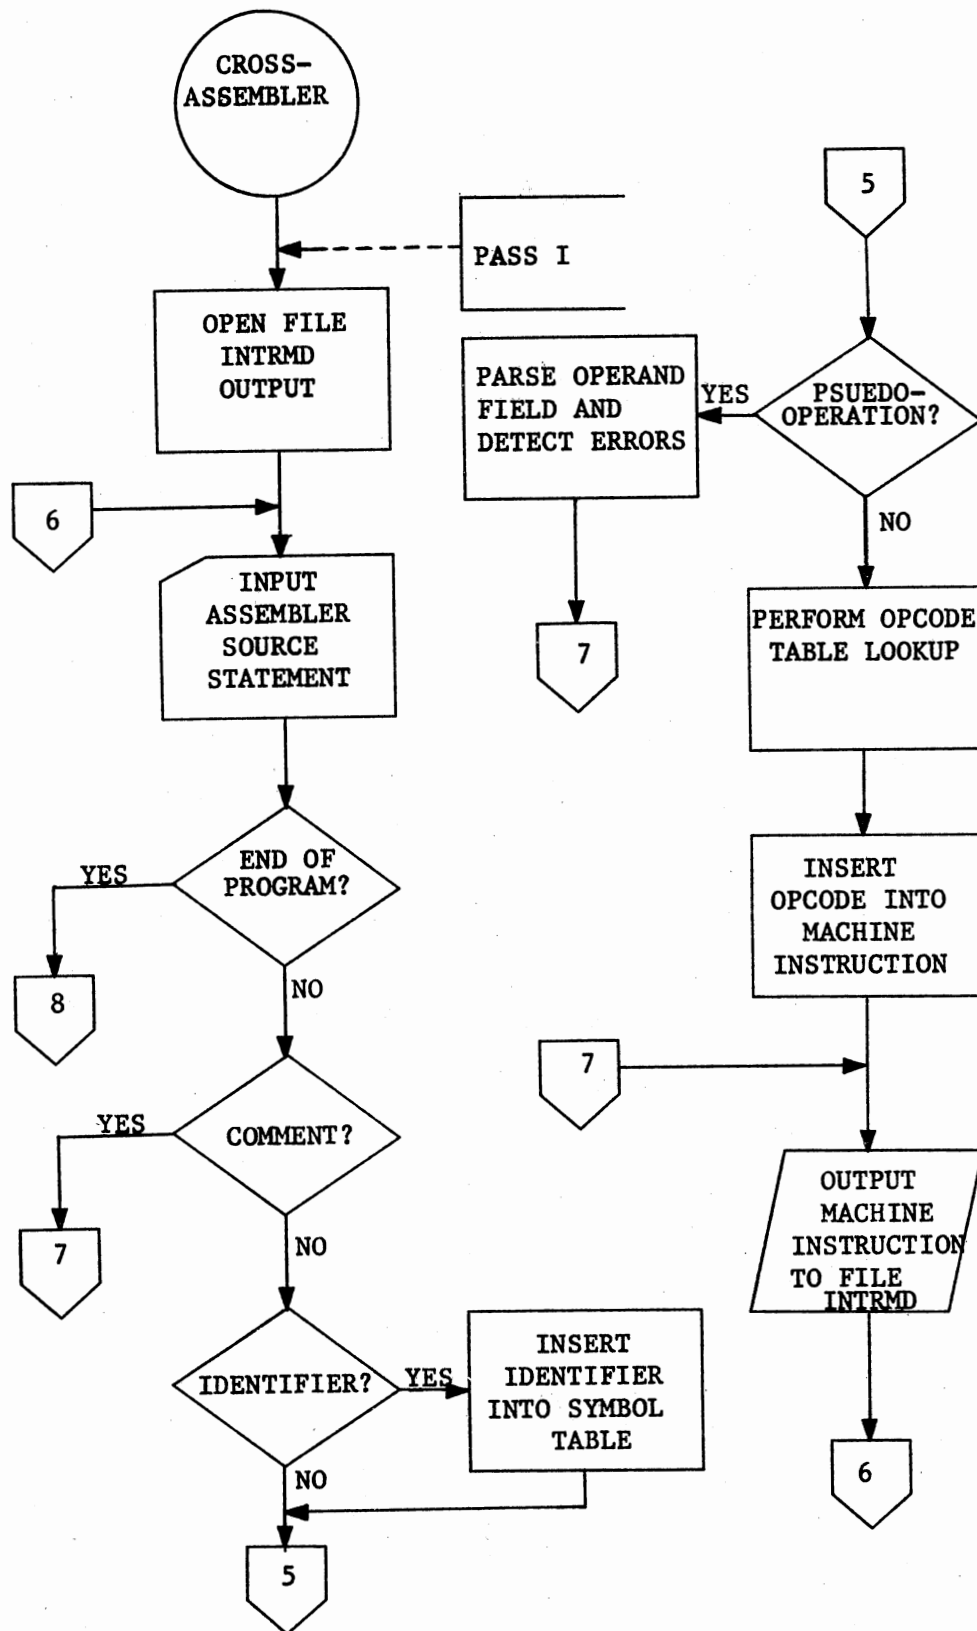 CROSS-
ASSEMBLER
PASS I
OPEN FILE
INTRMD
OUTPUT
6
INPUT
ASSEMBLER
SOURCE
STATEMENT
END OF
PROGRAM?
YES
8
NO
COMMENT?
YES
7
NO
IDENTIFIER?
YES
INSERT
IDENTIFIER
INTO SYMBOL
TABLE
NO
5
5
PSUEDO-
OPERATION?
YES
PARSE OPERAND
FIELD AND
DETECT ERRORS
7
NO
PERFORM OPCODE
TABLE LOOKUP
INSERT
OPCODE INTO
MACHINE
INSTRUCTION
7
OUTPUT
MACHINE
INSTRUCTION
TO FILE
INTRMD
6